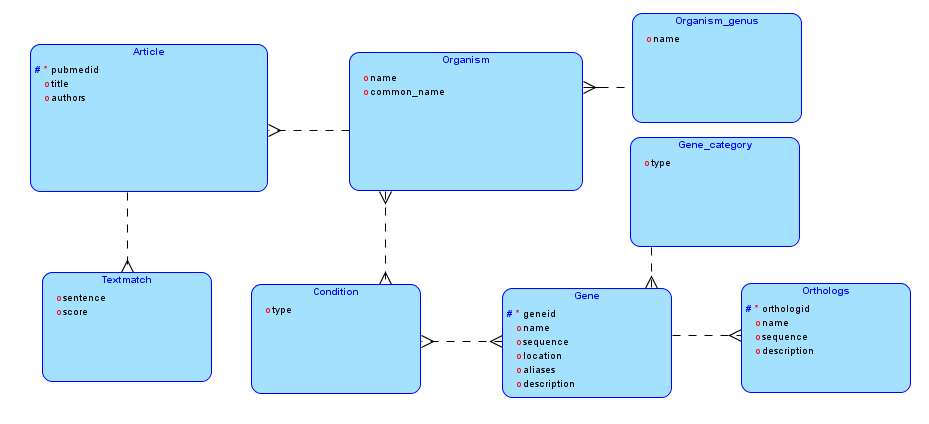 Article
# * pubmedid
o title
o authors
Organism
o name
o common_name
Organism_genus
o name
Gene_category
o type
Textmatch
o sentence
o score
Condition
o type
Gene
# * geneid
o name
o sequence
o location
o aliases
o description
Orthologs
# * orthologid
o name
o sequence
o description